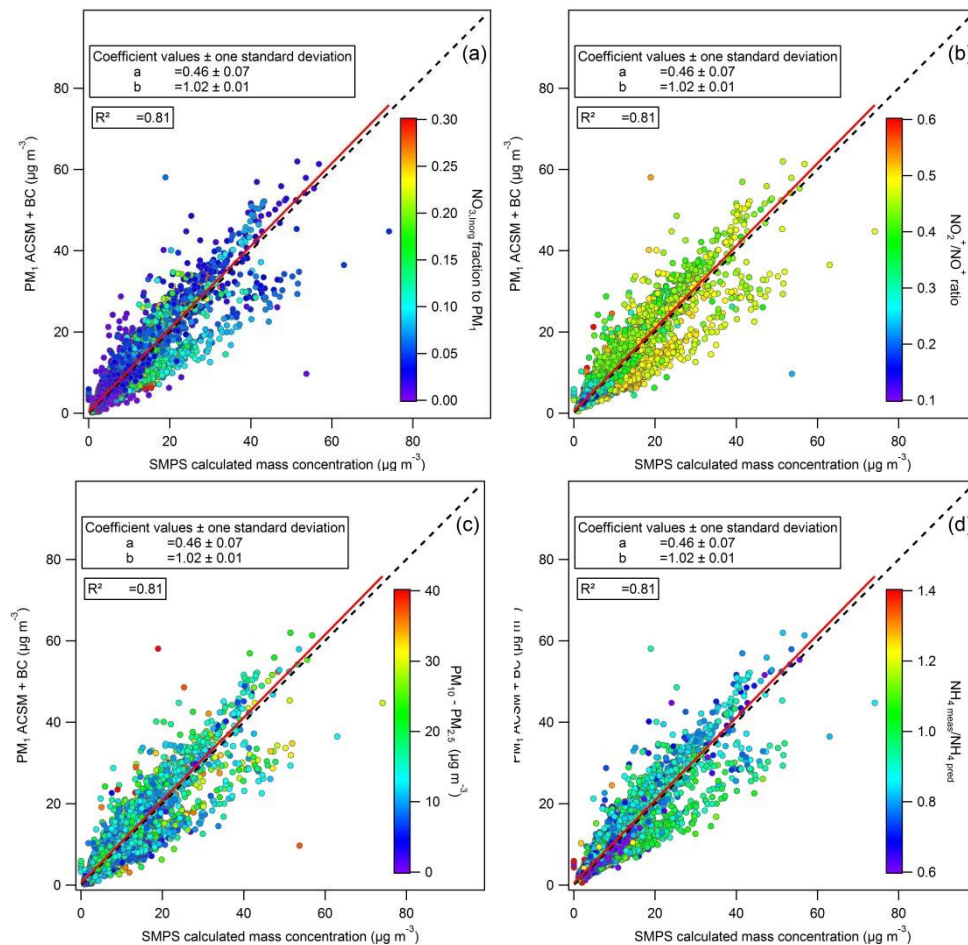 (a)
Coefficient values ± one standard deviation
a =0.46 ± 0.07
b =1.02 ± 0.01
R² =0.81
80
60
40
20
0
PM₁ ACSM + BC (µg m⁻³)
0 20 40 60 80
SMPS calculated mass concentration (µg m⁻³)
0.30
0.25
0.20
0.15
0.10
0.05
0.00
NO₃,Inorg fraction to PM₁
(b)
Coefficient values ± one standard deviation
a =0.46 ± 0.07
b =1.02 ± 0.01
R² =0.81
80
60
40
20
0
PM₁ ACSM + BC (µg m⁻³)
0 20 40 60 80
SMPS calculated mass concentration (µg m⁻³)
0.6
0.5
0.4
0.3
0.2
0.1
NO₂⁺/NO⁺ ratio
(c)
Coefficient values ± one standard deviation
a =0.46 ± 0.07
b =1.02 ± 0.01
R² =0.81
80
60
40
20
0
PM₁ ACSM + BC (µg m⁻³)
0 20 40 60 80
SMPS calculated mass concentration (µg m⁻³)
40
30
20
10
0
PM₁₀ - PM₂.₅ (µg m⁻³)
(d)
Coefficient values ± one standard deviation
a =0.46 ± 0.07
b =1.02 ± 0.01
R² =0.81
80
60
40
20
0
PM₁ ACSM + BC (µg m⁻³)
0 20 40 60 80
SMPS calculated mass concentration (µg m⁻³)
1.4
1.2
1.0
0.8
0.6
NH₄ meas/NH₄ pred